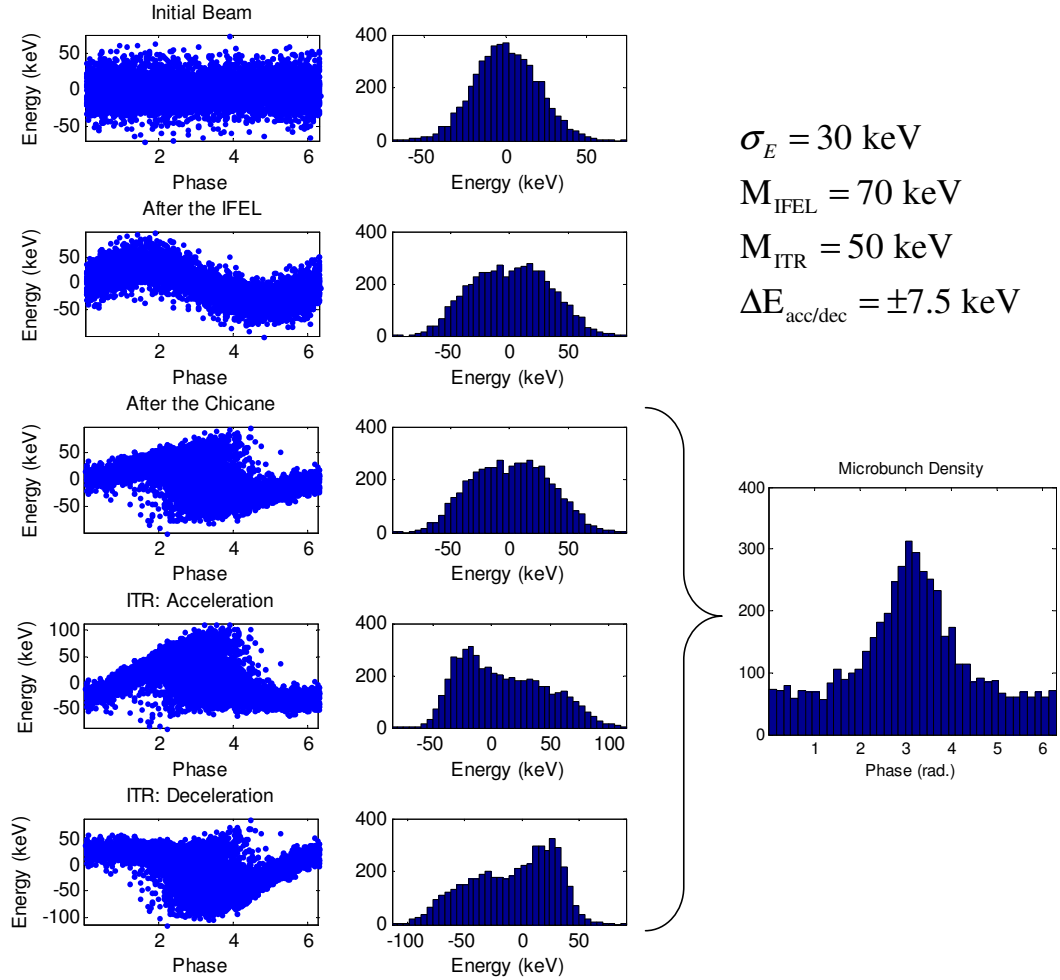 Initial Beam
Energy (keV)
50
0
-50
2 4 6
Phase
400
200
0
-50 0 50
Energy (keV)
σE = 30 keV
MIFEL = 70 keV
MITR = 50 keV
ΔEacc/dec = ±7.5 keV
After the IFEL
Energy (keV)
50
0
-50
2 4 6
Phase
400
200
0
-50 0 50
Energy (keV)
After the Chicane
Energy (keV)
50
0
-50
2 4 6
Phase
400
200
0
-50 0 50
Energy (keV)
ITR: Acceleration
Energy (keV)
100
50
0
-50
2 4 6
Phase
400
200
0
-50 0 50 100
Energy (keV)
ITR: Deceleration
Energy (keV)
50
0
-50
-100
2 4 6
Phase
400
200
0
-100 -50 0 50
Energy (keV)
Microbunch Density
400
300
200
100
0
1 2 3 4 5 6
Phase (rad.)